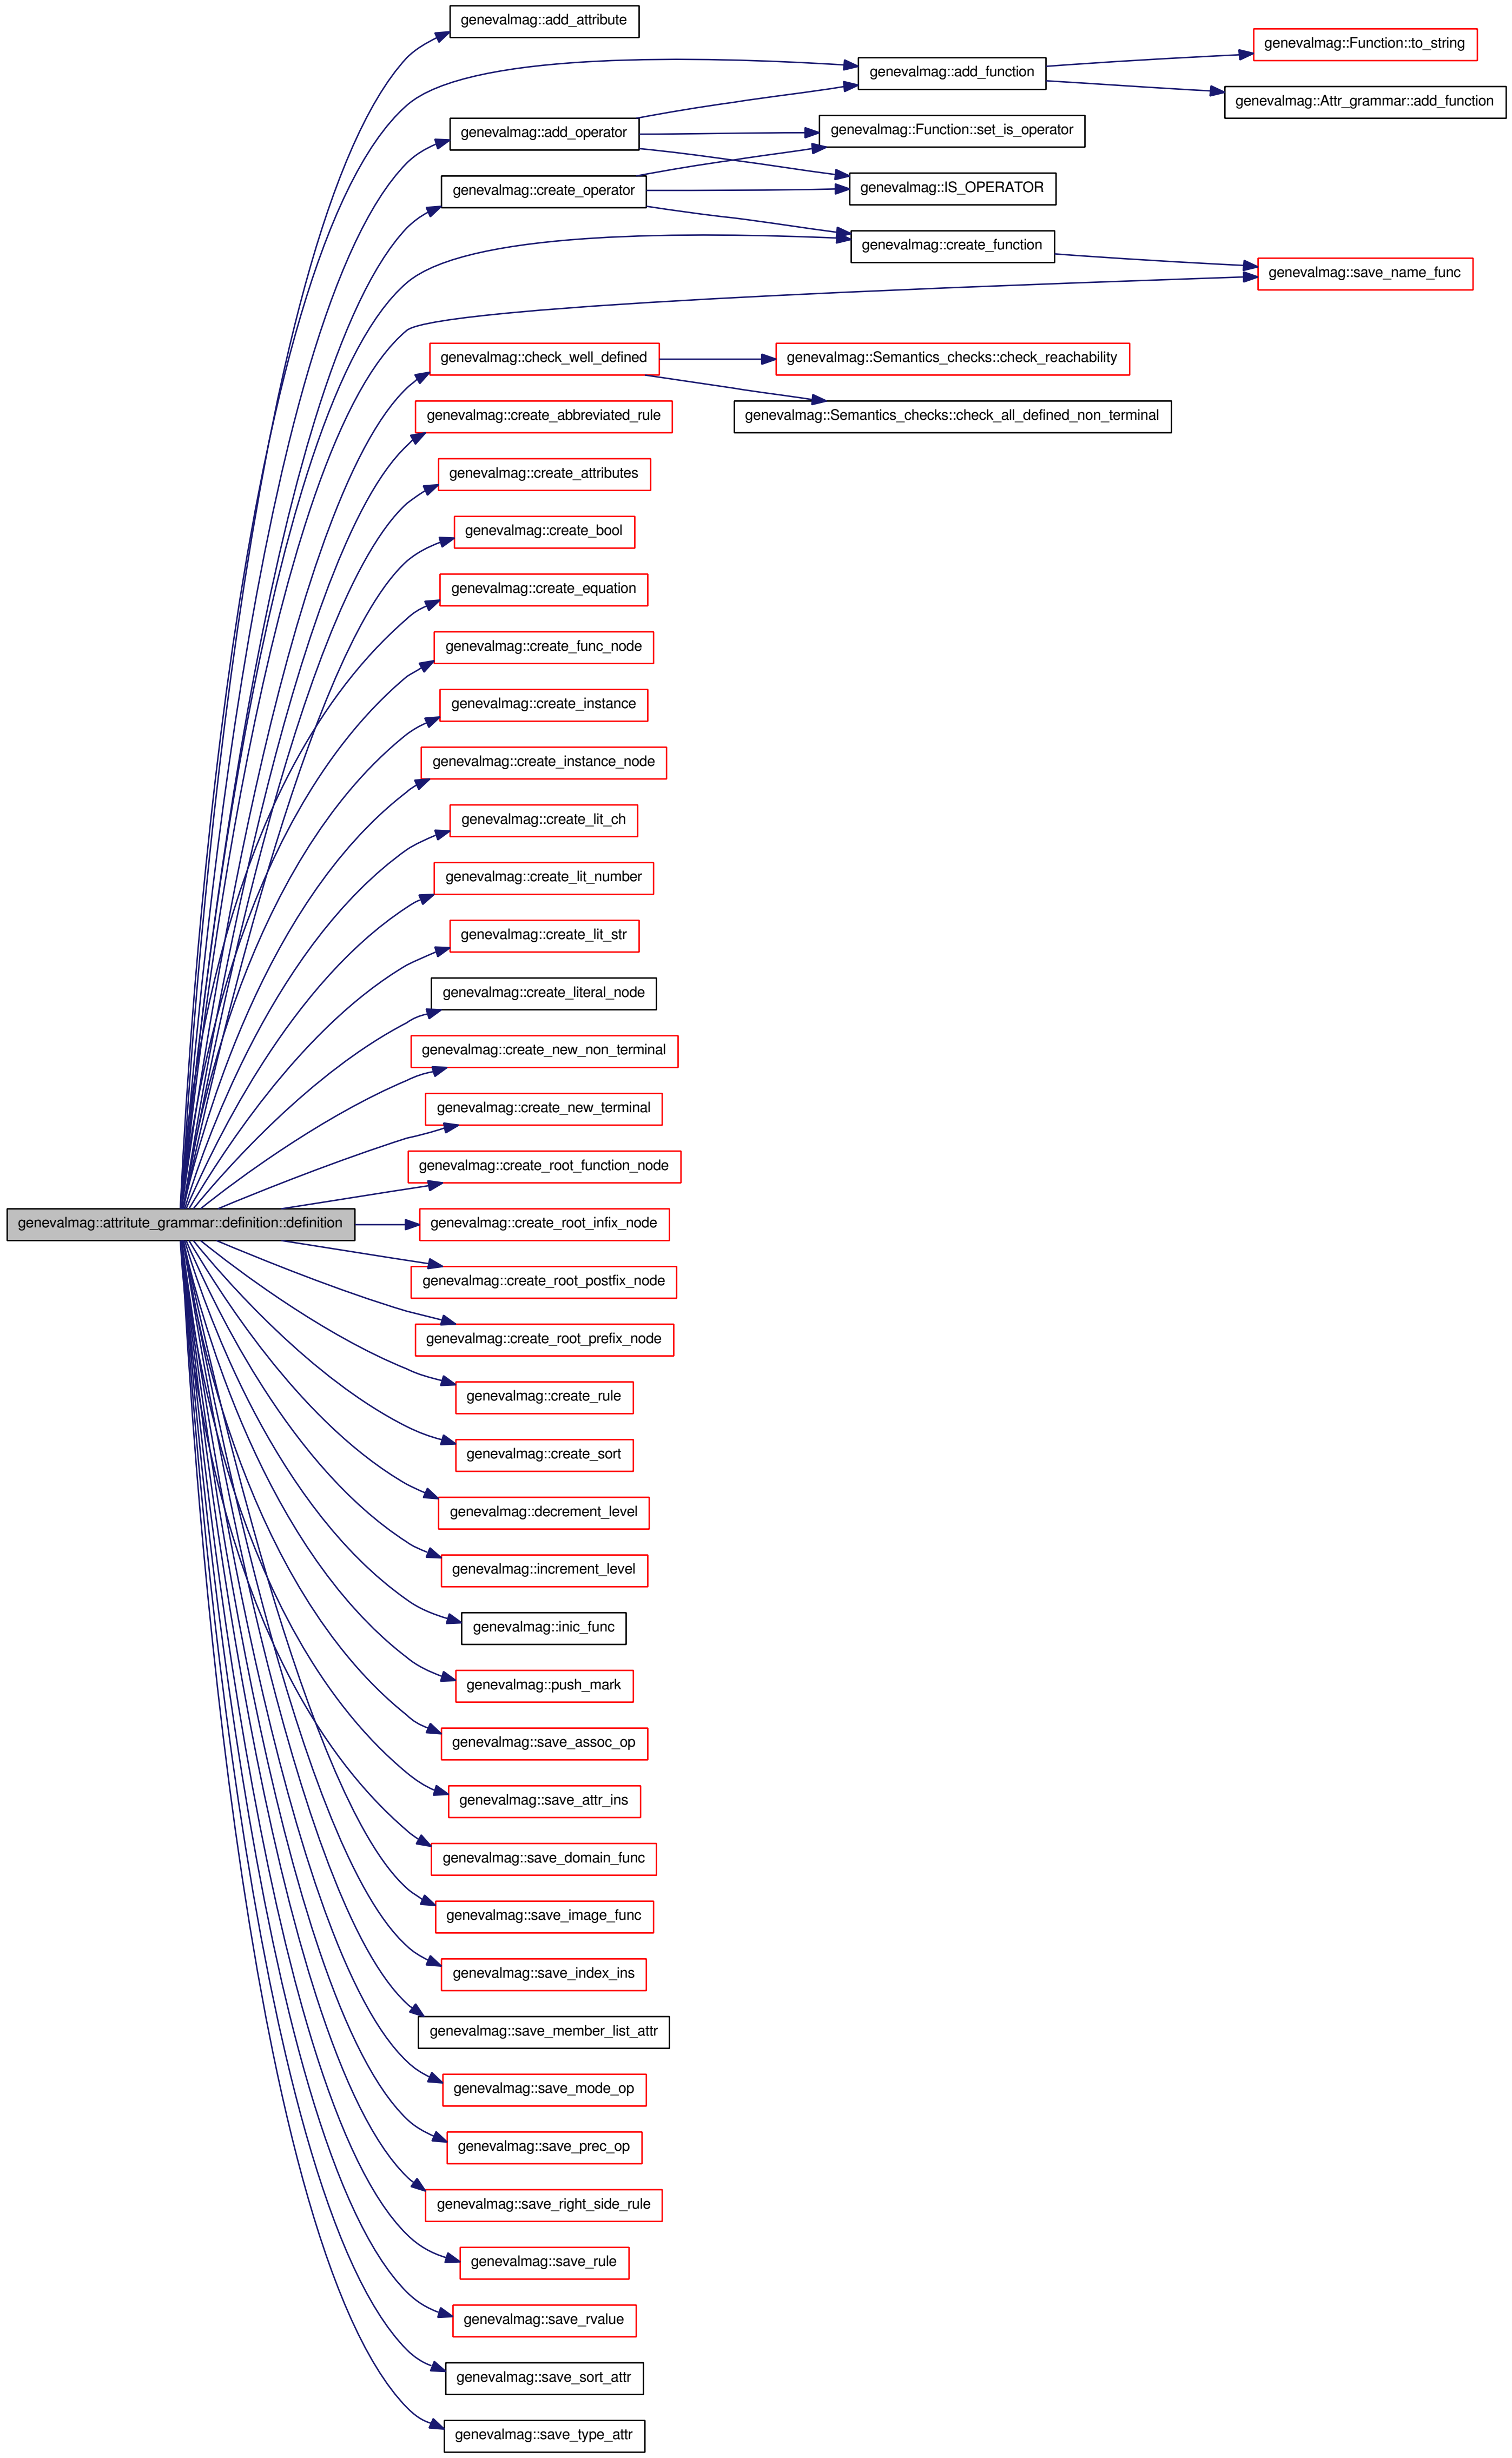 genevalmag::add_attribute
genevalmag::Function::to_string
genevalmag::add_function
genevalmag::Attr_grammar::add_function
genevalmag::add_operator
genevalmag::Function::set_is_operator
genevalmag::create_operator
genevalmag::IS_OPERATOR
genevalmag::create_function
genevalmag::save_name_func
genevalmag::check_well_defined
genevalmag::Semantics_checks::check_reachability
genevalmag::create_abbreviated_rule
genevalmag::Semantics_checks::check_all_defined_non_terminal
genevalmag::create_attributes
genevalmag::create_bool
genevalmag::create_equation
genevalmag::create_func_node
genevalmag::create_instance
genevalmag::create_instance_node
genevalmag::create_lit_ch
genevalmag::create_lit_number
genevalmag::create_lit_str
genevalmag::create_literal_node
genevalmag::create_new_non_terminal
genevalmag::create_new_terminal
genevalmag::create_root_function_node
genevalmag::attritute_grammar::definition::definition
genevalmag::create_root_infix_node
genevalmag::create_root_postfix_node
genevalmag::create_root_prefix_node
genevalmag::create_rule
genevalmag::create_sort
genevalmag::decrement_level
genevalmag::increment_level
genevalmag::inic_func
genevalmag::push_mark
genevalmag::save_assoc_op
genevalmag::save_attr_ins
genevalmag::save_domain_func
genevalmag::save_image_func
genevalmag::save_index_ins
genevalmag::save_member_list_attr
genevalmag::save_mode_op
genevalmag::save_prec_op
genevalmag::save_right_side_rule
genevalmag::save_rule
genevalmag::save_rvalue
genevalmag::save_sort_attr
genevalmag::save_type_attr